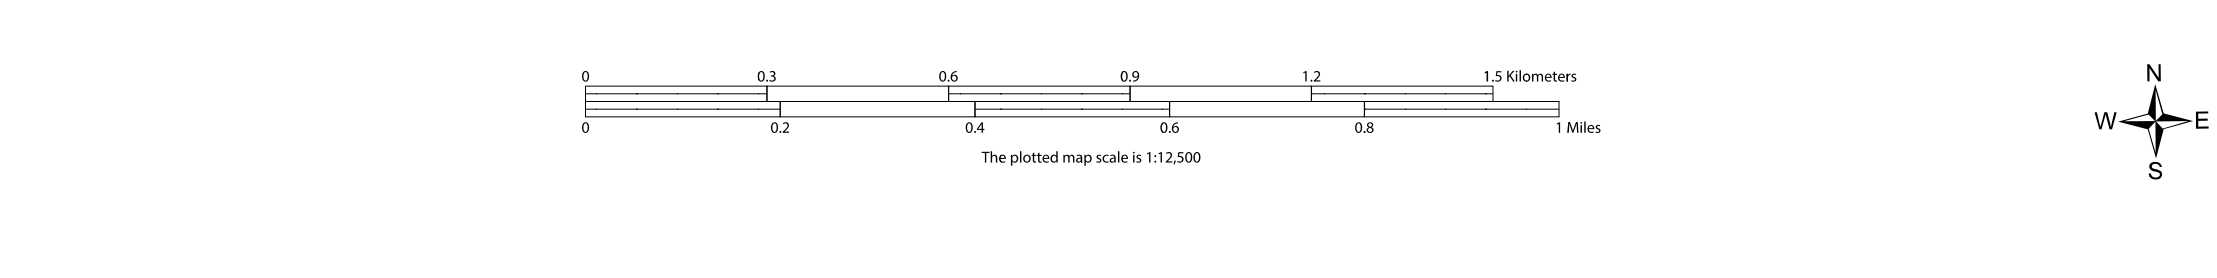 0 0.3 0.6 0.9 1.2 1.5 Kilometers
0 0.2 0.4 0.6 0.8 1 Miles
The plotted map scale is 1:12,500
N
W E
S